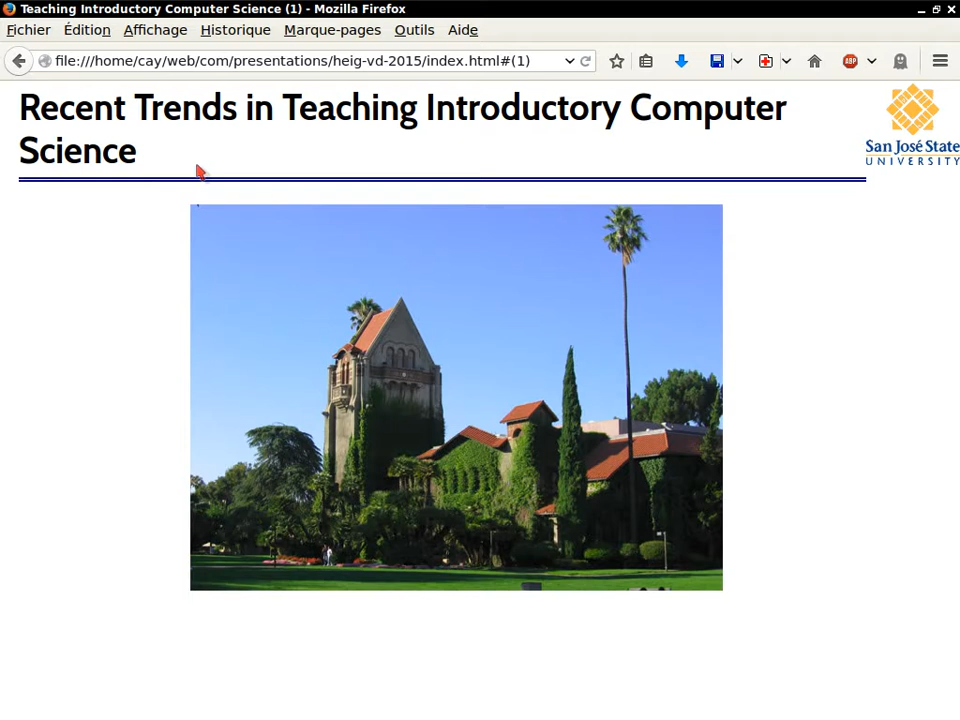 Teaching Introductory Computer Science (1) - Mozilla Firefox
Fichier Édition Affichage Historique Marque-pages Outils Aide
file:///home/cay/web/com/presentations/heig-vd-2015/index.html#(1)
ABP
Recent Trends in Teaching Introductory Computer
Science
San José State
UNIVERSITY